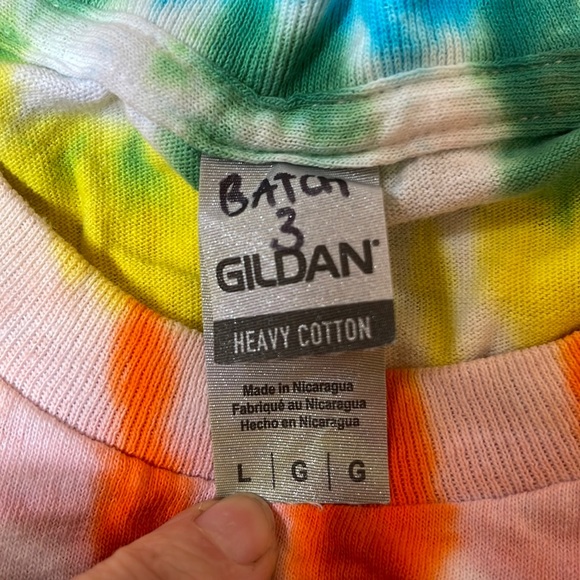 BATCH
3
GILDAN
HEAVY COTTON
Made in Nicaragua
Fabriqué au Nicaragua
Hecho en Nicaragua
L | G | G